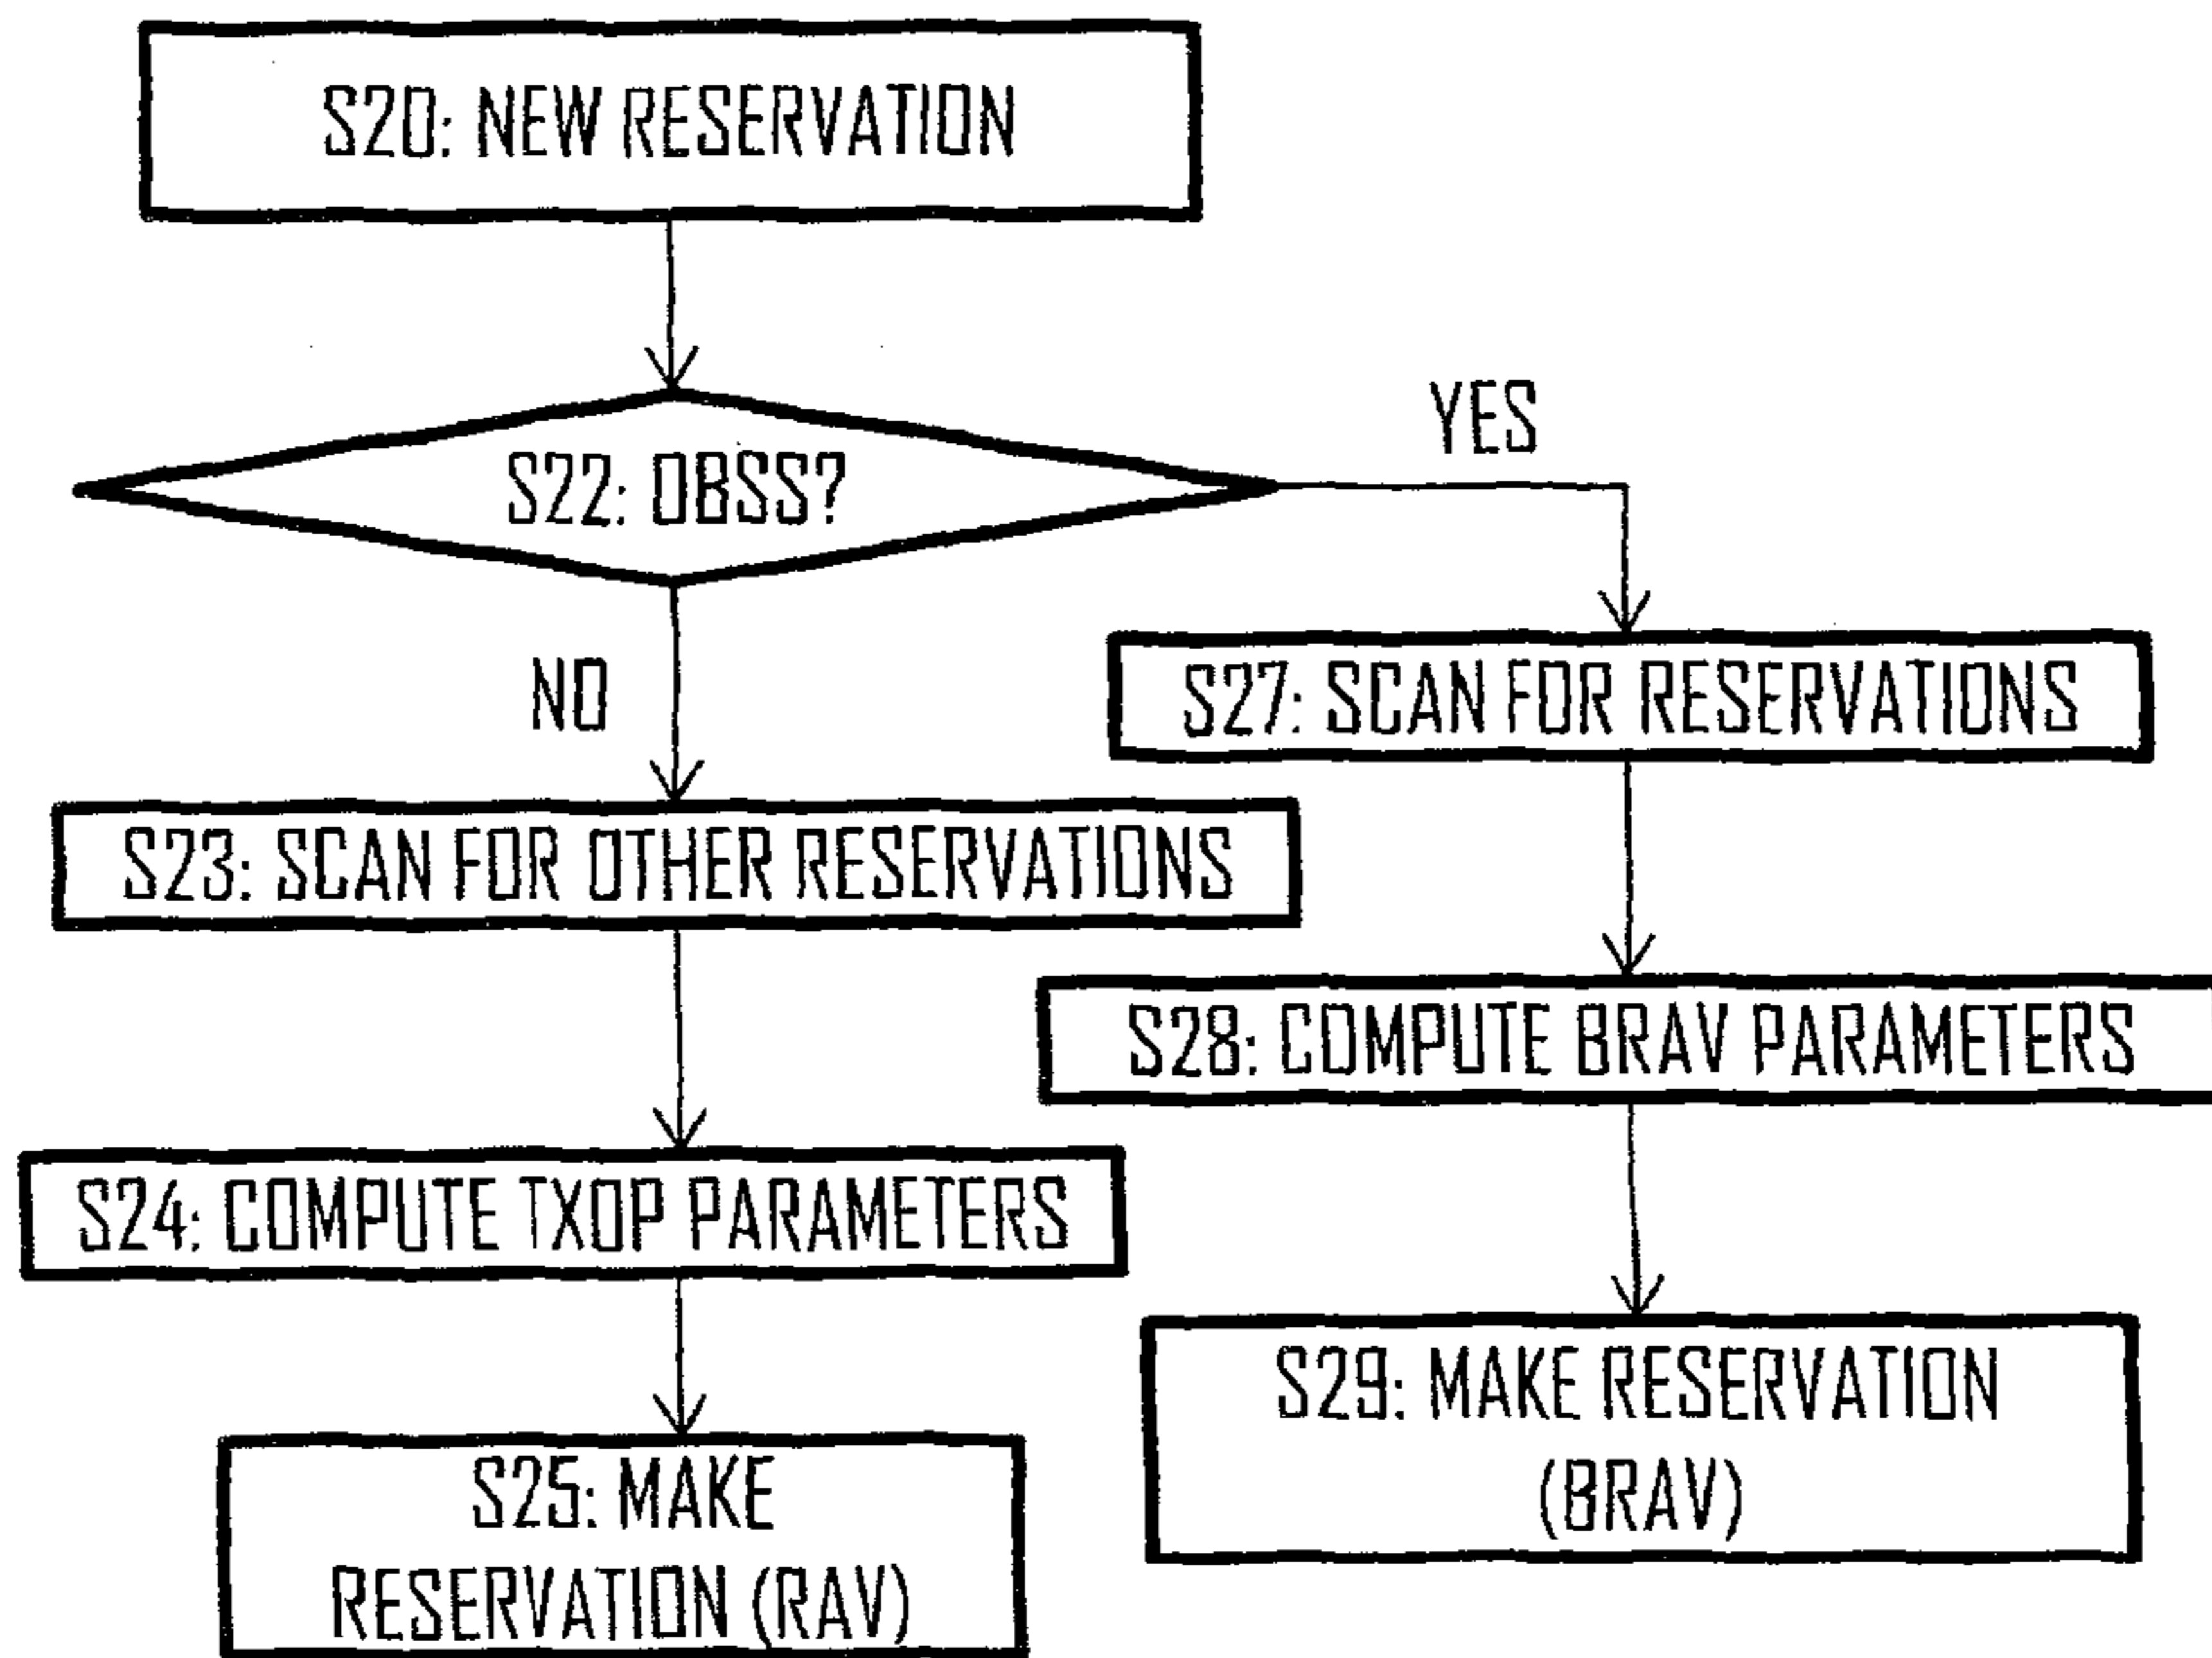 S20: NEW RESERVATION
S22: OBSS?
YES
NO
S27: SCAN FOR RESERVATIONS
S23: SCAN FOR OTHER RESERVATIONS
S28: COMPUTE BRAV PARAMETERS
S24: COMPUTE TXOP PARAMETERS
S29: MAKE RESERVATION
(BRAV)
S25: MAKE
RESERVATION (RAV)